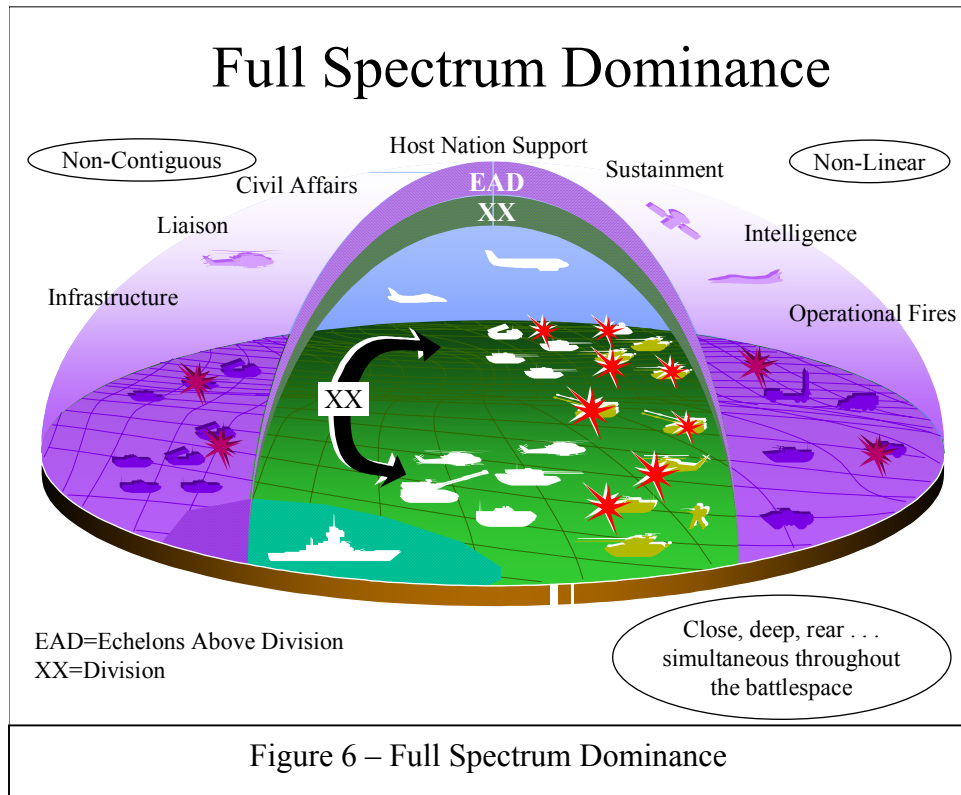 Full Spectrum Dominance
Non-Contiguous
Host Nation Support
Non-Linear
Civil Affairs
EAD
Sustainment
XX
Liaison
Intelligence
Infrastructure
Operational Fires
XX
EAD=Echelons Above Division
XX=Division
Close, deep, rear . . .
simultaneous throughout
the battlespace
Figure 6 – Full Spectrum Dominance